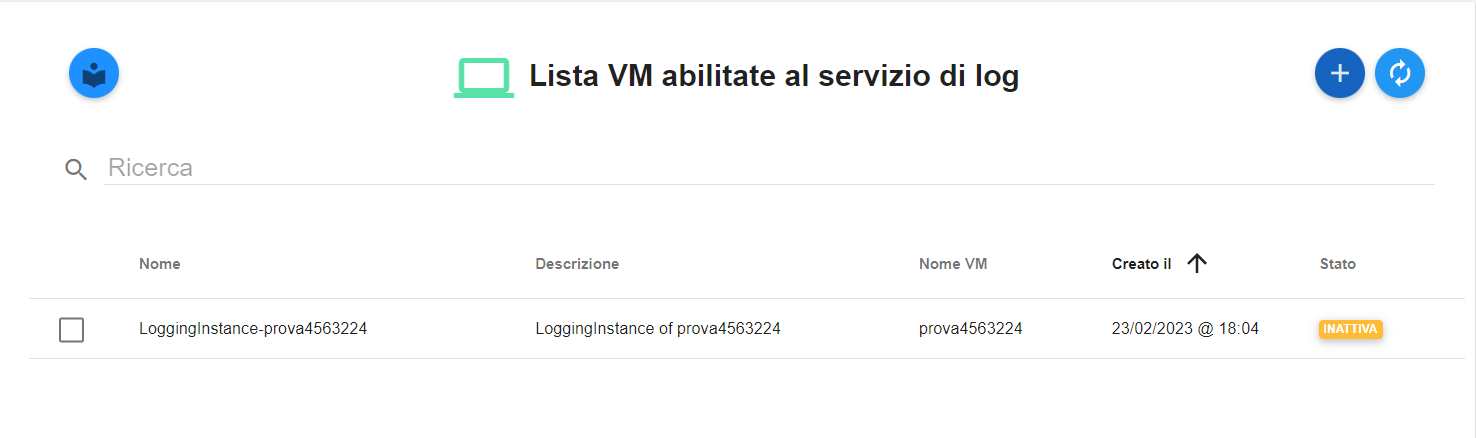 Lista VM abilitate al servizio di log
Ricerca
Nome Descrizione Nome VM Creato il Stato
LoggingInstance-prova4563224 LoggingInstance of prova4563224 prova4563224 23/02/2023 @ 18:04 INATTIVA